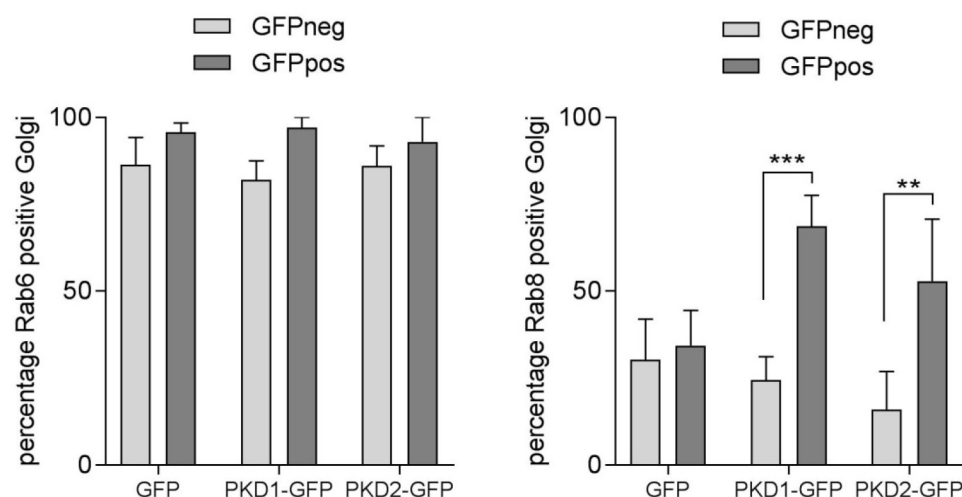 GFPneg
GFPpos
percentage Rab6 positive Golgi
100
50
0
GFP PKD1-GFP PKD2-GFP
GFPneg
GFPpos
percentage Rab8 positive Golgi
100
50
0
***
**
GFP PKD1-GFP PKD2-GFP